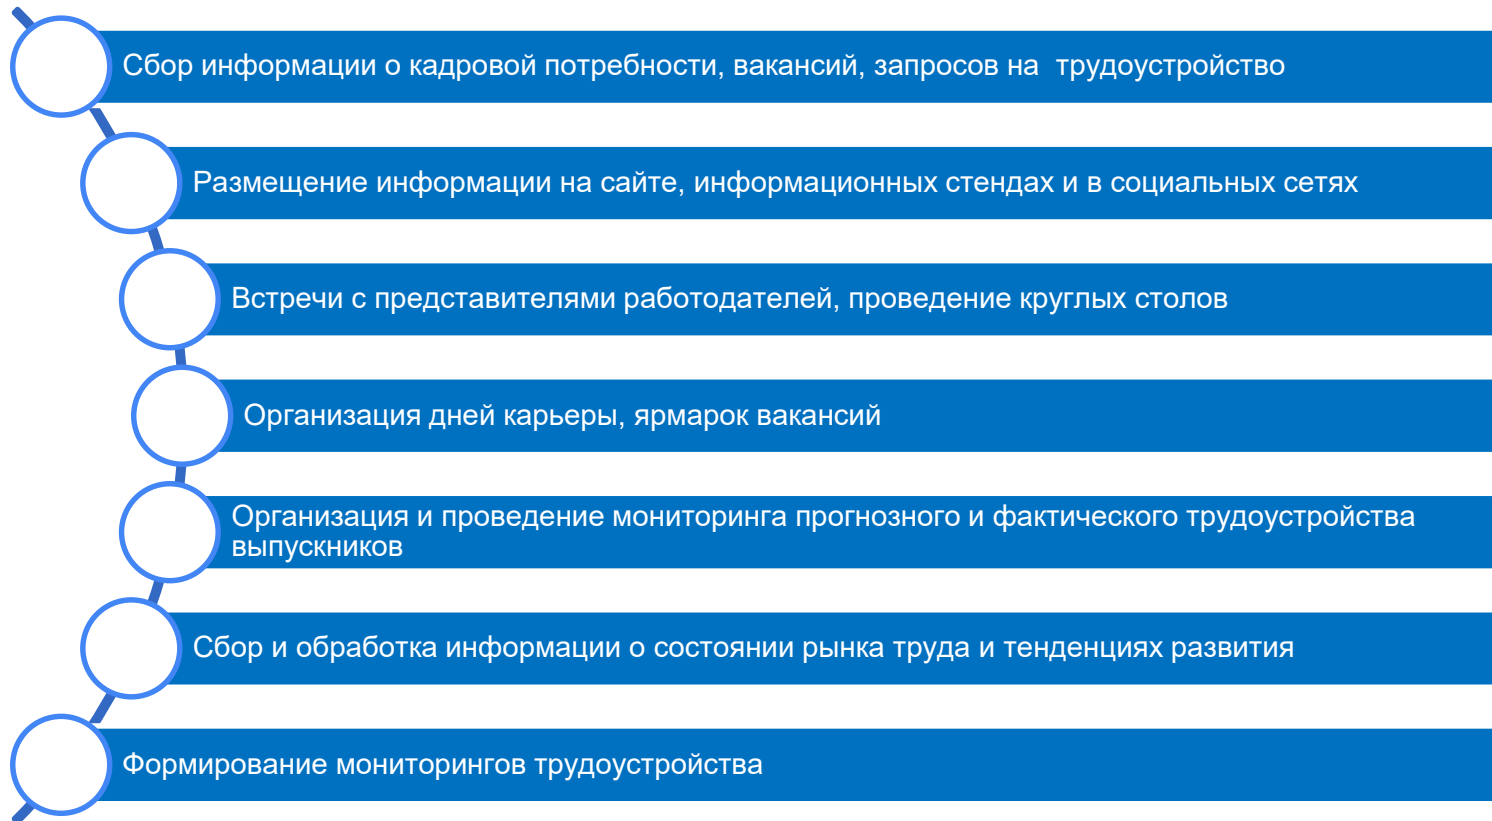 Сбор информации о кадровой потребности, вакансий, запросов на  трудоустройство
Размещение информации на сайте, информационных стендах и в социальных сетях
Встречи с представителями работодателей, проведение круглых столов
Организация дней карьеры, ярмарок вакансий
Организация и проведение мониторинга прогнозного и фактического трудоустройства
выпускников
Сбор и обработка информации о состоянии рынка труда и тенденциях развития
Формирование мониторингов трудоустройства